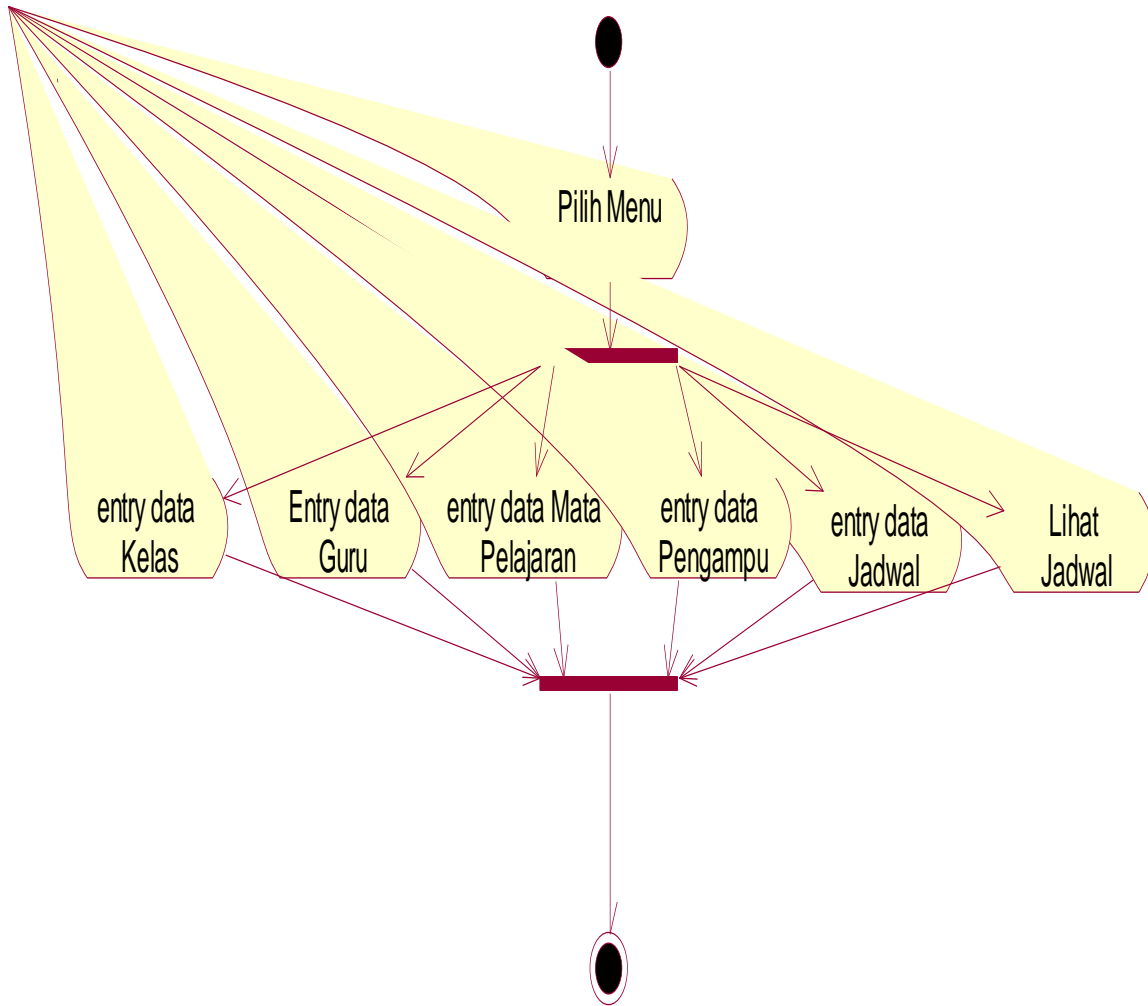 Pilih Menu
entry data
Kelas
Entry data
Guru
entry data Mata
Pelajaran
entry data
Pengampu
entry data
Jadwal
Lihat
Jadwal